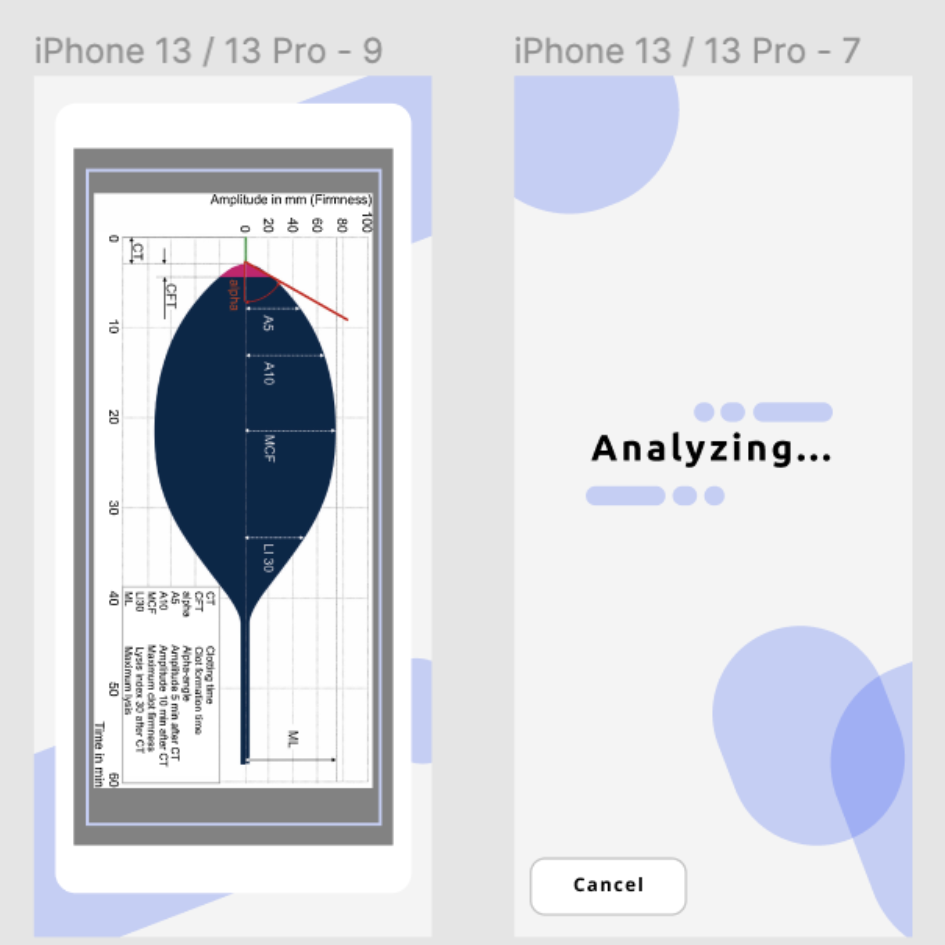 iPhone 13 / 13 Pro - 9
iPhone 13 / 13 Pro - 7
Amplitude in mm (Firmness)
0 20 40 60 80 100
0
10
20
30
40
50
60
Time in min
CT
CFT
alpha
A5
A10
MCF
LI 30
ML
CT Clotting time
CFT Clot formation time
alpha Alpha-angle
A5 Amplitude 5 min after CT
A10 Amplitude 10 min after CT
MCF Maximum clot firmness
LI30 Lysis index 30 after CT
ML Maximum lysis
Analyzing...
Cancel